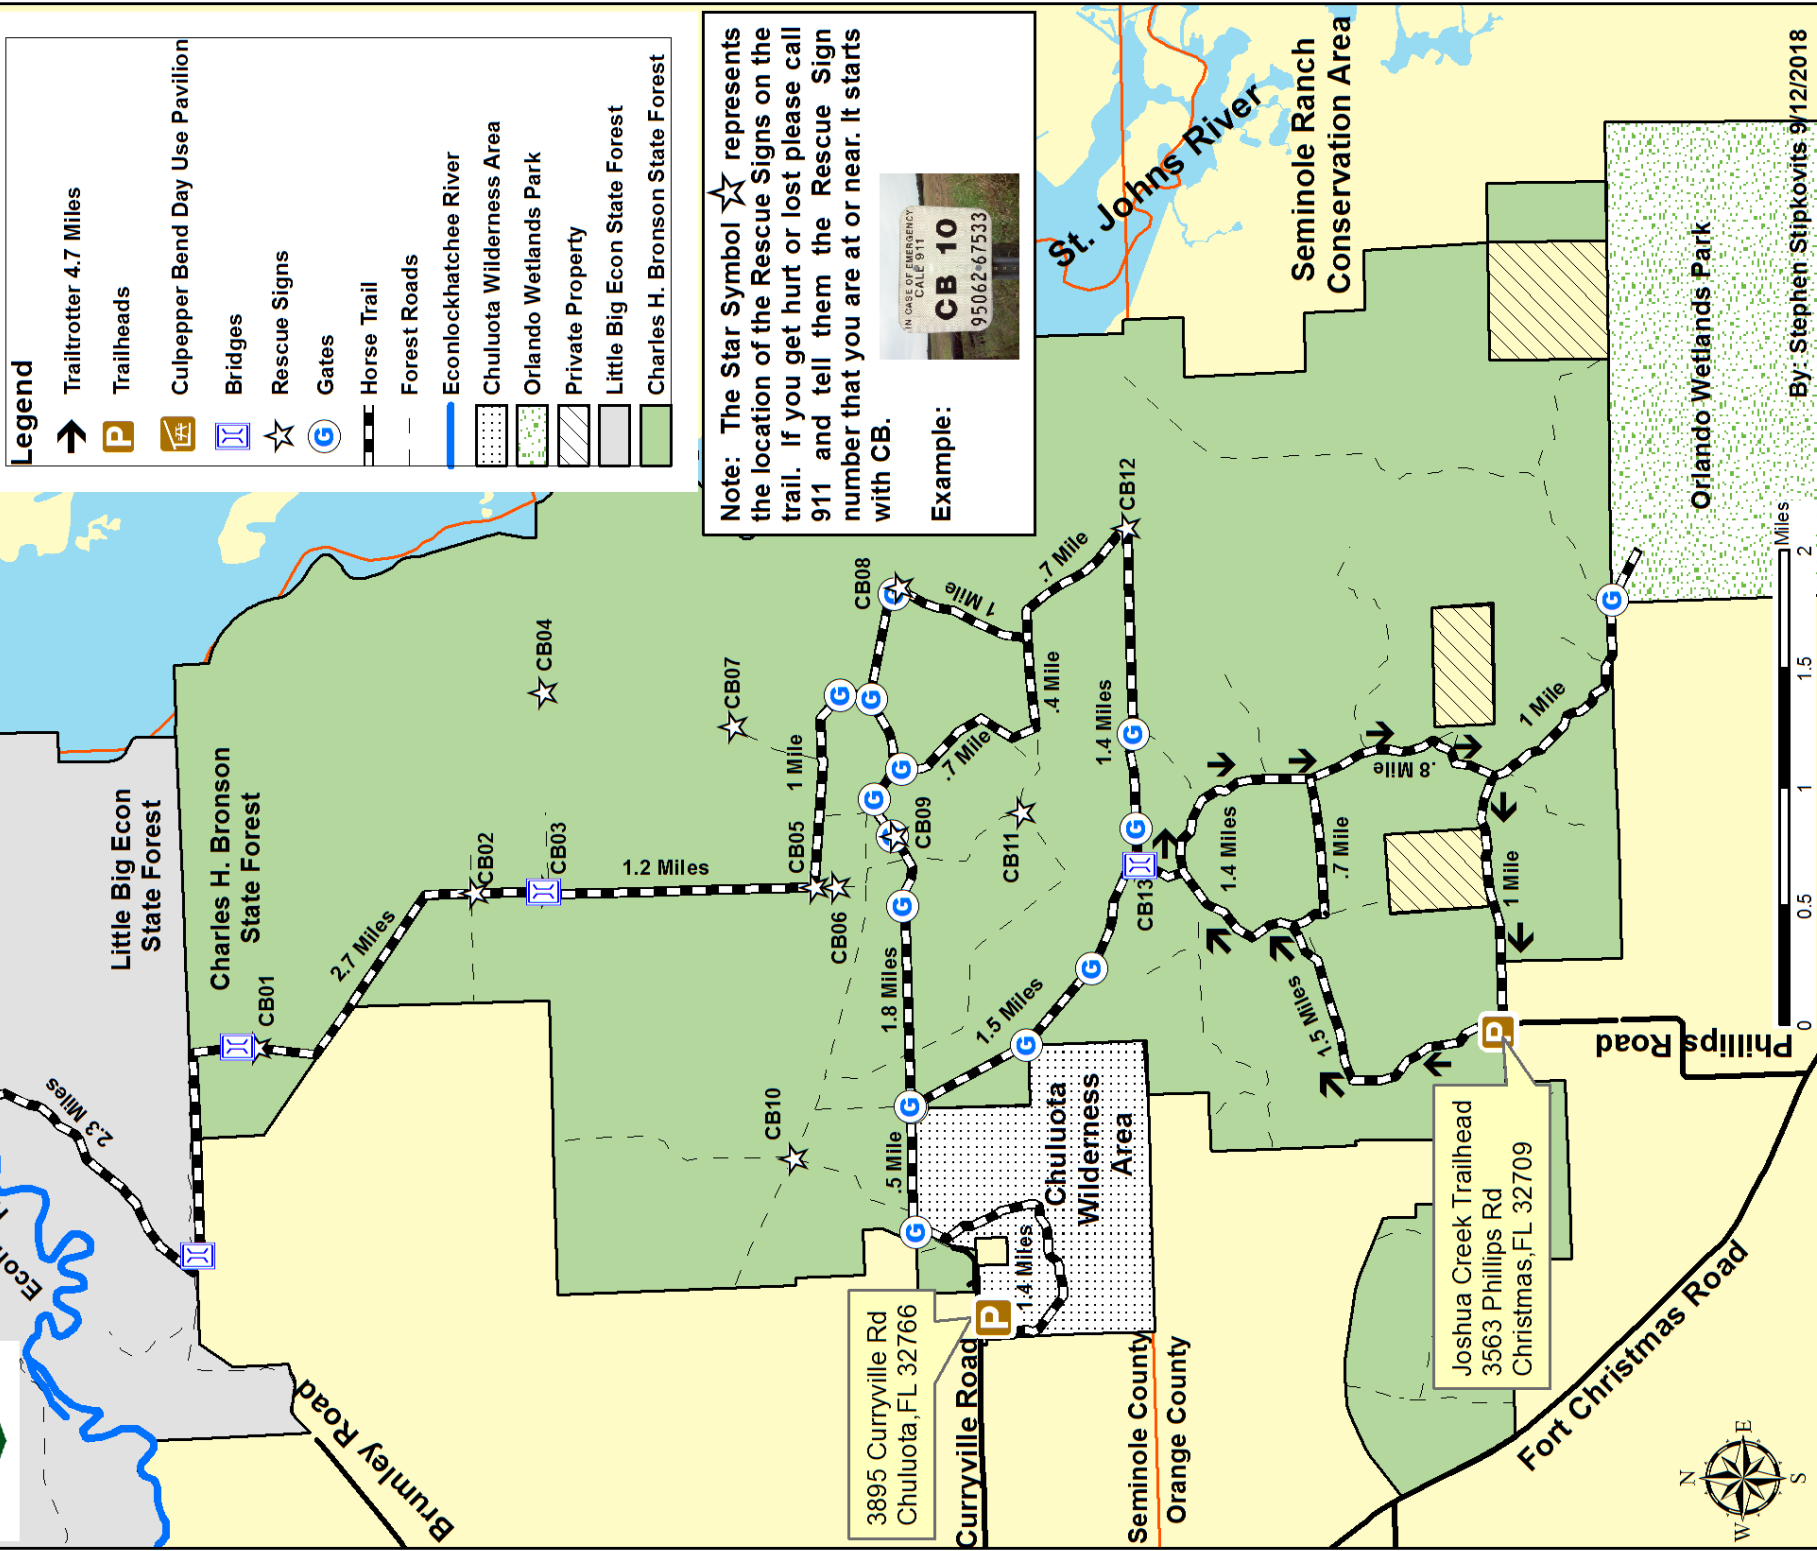 Legend
Trailtrotter 4.7 Miles
Trailheads
Culpepper Bend Day Use Pavilion
Bridges
Rescue Signs
Gates
Horse Trail
Forest Roads
Econlockhatchee River
Chuluota Wilderness Area
Orlando Wetlands Park
Private Property
Little Big Econ State Forest
Charles H. Bronson State Forest
Note: The Star Symbol represents
the location of the Rescue Signs on the
trail. If you get hurt or lost please call
911 and tell them the Rescue Sign
number that you are at or near. It starts
with CB.
Example:
IN CASE OF EMERGENCY
CALL 911
CB 10
95062 67533
Little Big Econ
State Forest
Charles H. Bronson
State Forest
2.3 Miles
CB01
2.7 Miles
CB02
CB03
1.2 Miles
CB04
CB05
CB06
CB07
1 Mile
CB08
1 Mile
.7 Mile
CB12
.4 Mile
.7 Mile
CB09
CB11
1.8 Miles
CB10
.5 Mile
1.5 Miles
1.4 Miles
CB13
1.4 Miles
.7 Mile
.8 Mile
1.5 Miles
1 Mile
1 Mile
1.4 Miles
Chuluota
Wilderness
Area
3895 Curryville Rd
Chuluota,FL 32766
Curryville Road
Brumley Road
Seminole County
Orange County
Joshua Creek Trailhead
3563 Phillips Rd
Christmas,FL 32709
Phillips Road
Fort Christmas Road
St. Johns River
Seminole Ranch
Conservation Area
Orlando Wetlands Park
G
G
G
G
G
G
G
G
G
G
G
G
G
G
P
P
N
E
S
W
0
0.5
1
1.5
2
Miles
By: Stephen Stipkovits 9/12/2018